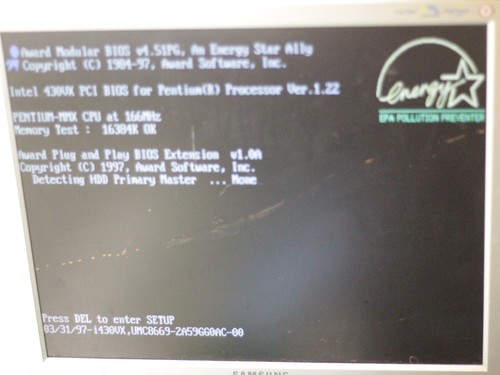 Award Modular BIOS v4.51PG, An Energy Star Ally
Copyright (C) 1984-97, Award Software, Inc.
Intel 430VX PCI BIOS for Pentium(R) Processor Ver.1.22
energy
EPA POLLUTION PREVENTER
PENTIUM-MMX CPU at 166MHz
Memory Test : 16384K OK
Award Plug and Play BIOS Extension v1.0A
Copyright (C) 1997, Award Software, Inc.
Detecting HDD Primary Master ... None
Press DEL to enter SETUP
03/31/97-i430VX,UMC8669-2A59GG0AC-00
SAMSUNG